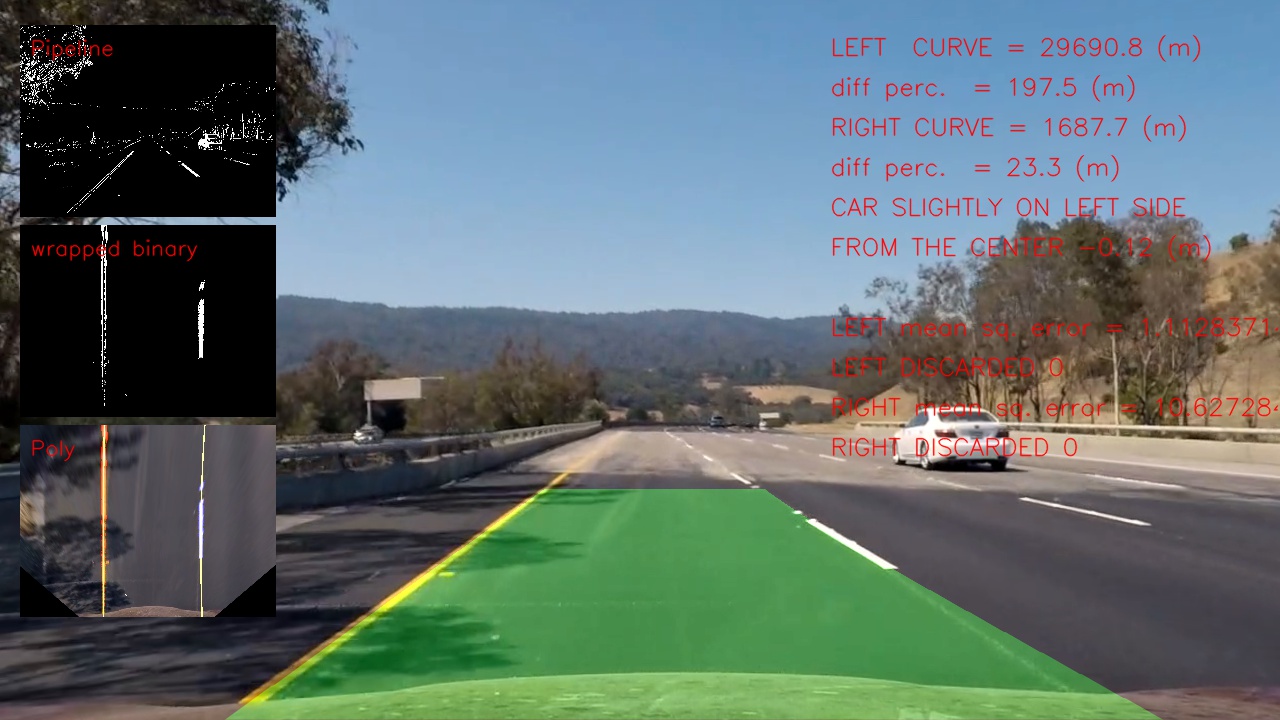 Pipeline
wrapped binary
Poly
LEFT CURVE = 29690.8 (m)
diff perc. = 197.5 (m)
RIGHT CURVE = 1687.7 (m)
diff perc. = 23.3 (m)
CAR SLIGHTLY ON LEFT SIDE
FROM THE CENTER -0.12 (m)
LEFT mean sq. error = 1.1128371
LEFT DISCARDED 0
RIGHT mean sq. error = 10.627284
RIGHT DISCARDED 0